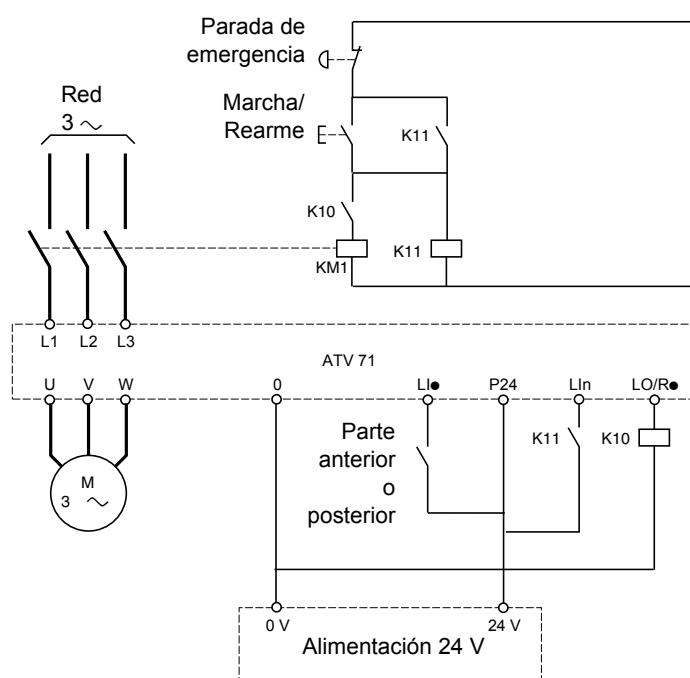 Parada de
emergencia
Red
3 ~
Marcha/
Rearme
K11
K10
KM1
K11
L1 L2 L3
ATV 71
U V W 0 LI● P24 LIn LO/R●
Parte
anterior
o
posterior
K11
K10
M
3 ~
0 V
24 V
Alimentación 24 V